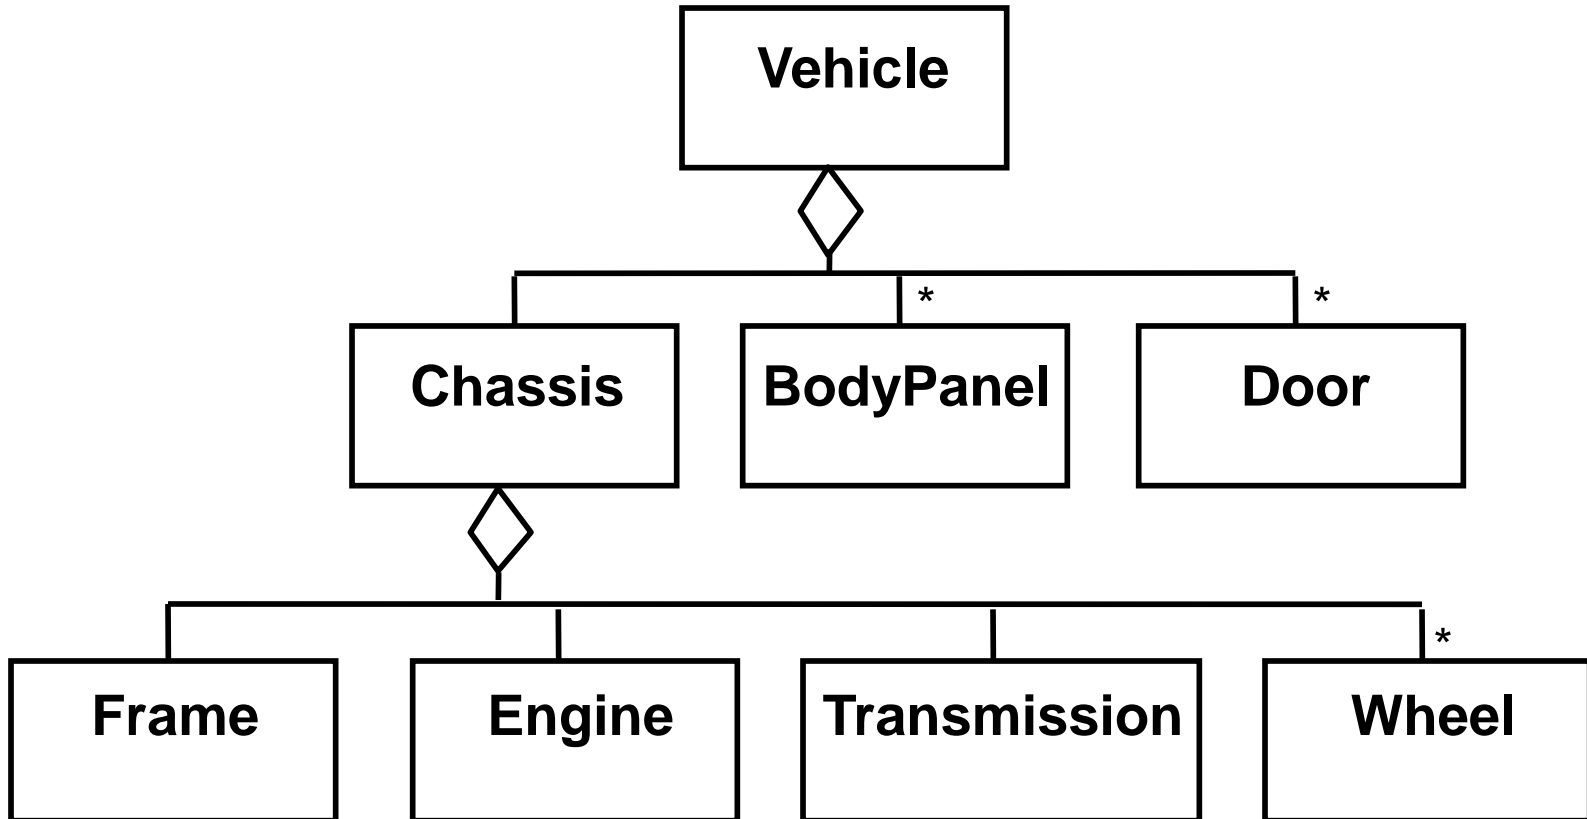 Vehicle
*
*
Chassis
BodyPanel
Door
*
Frame
Engine
Transmission
Wheel